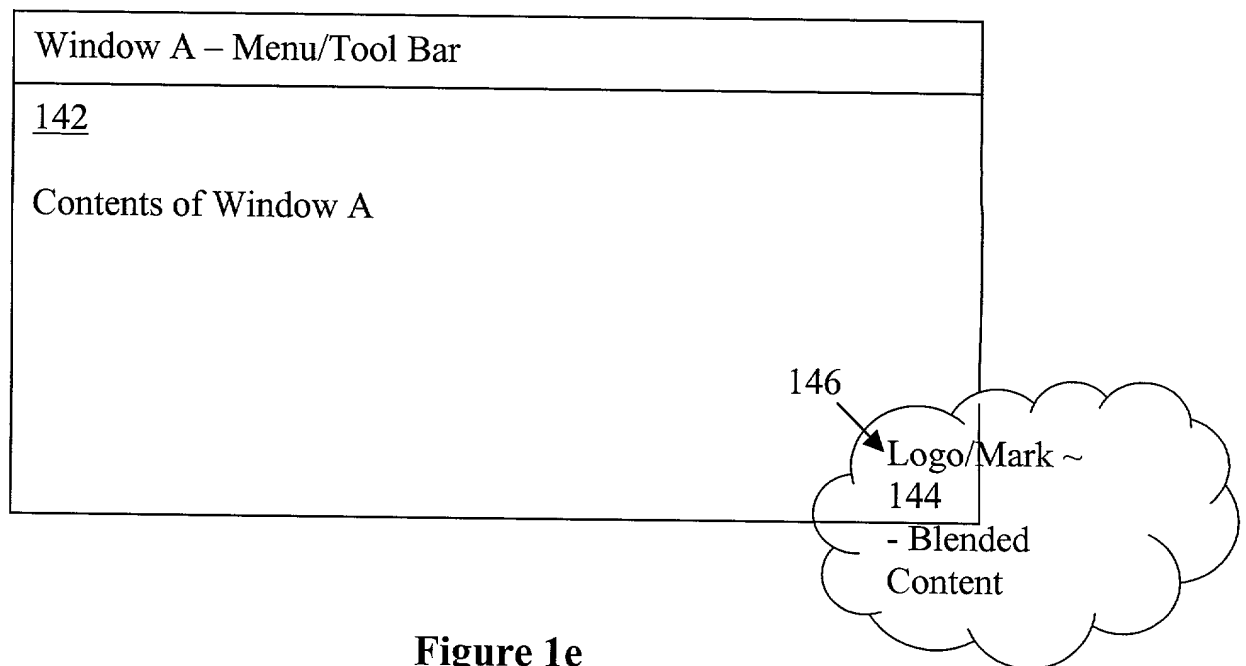 Window A – Menu/Tool Bar
142
Contents of Window A
146
Logo/Mark ~
144
- Blended
Content
Figure 1e